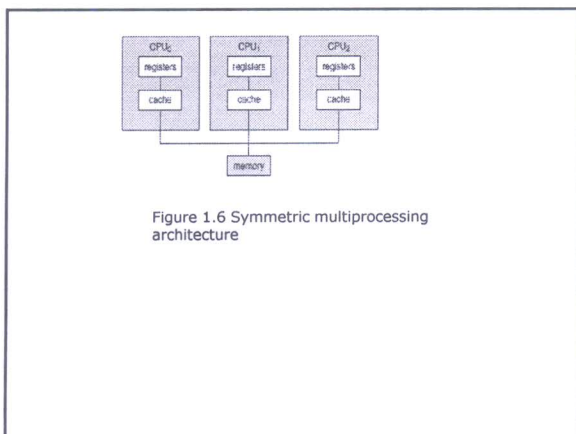 CPU₀ CPU₁ CPU₂
registers registers registers
cache cache cache
memory
Figure 1.6 Symmetric multiprocessing
architecture